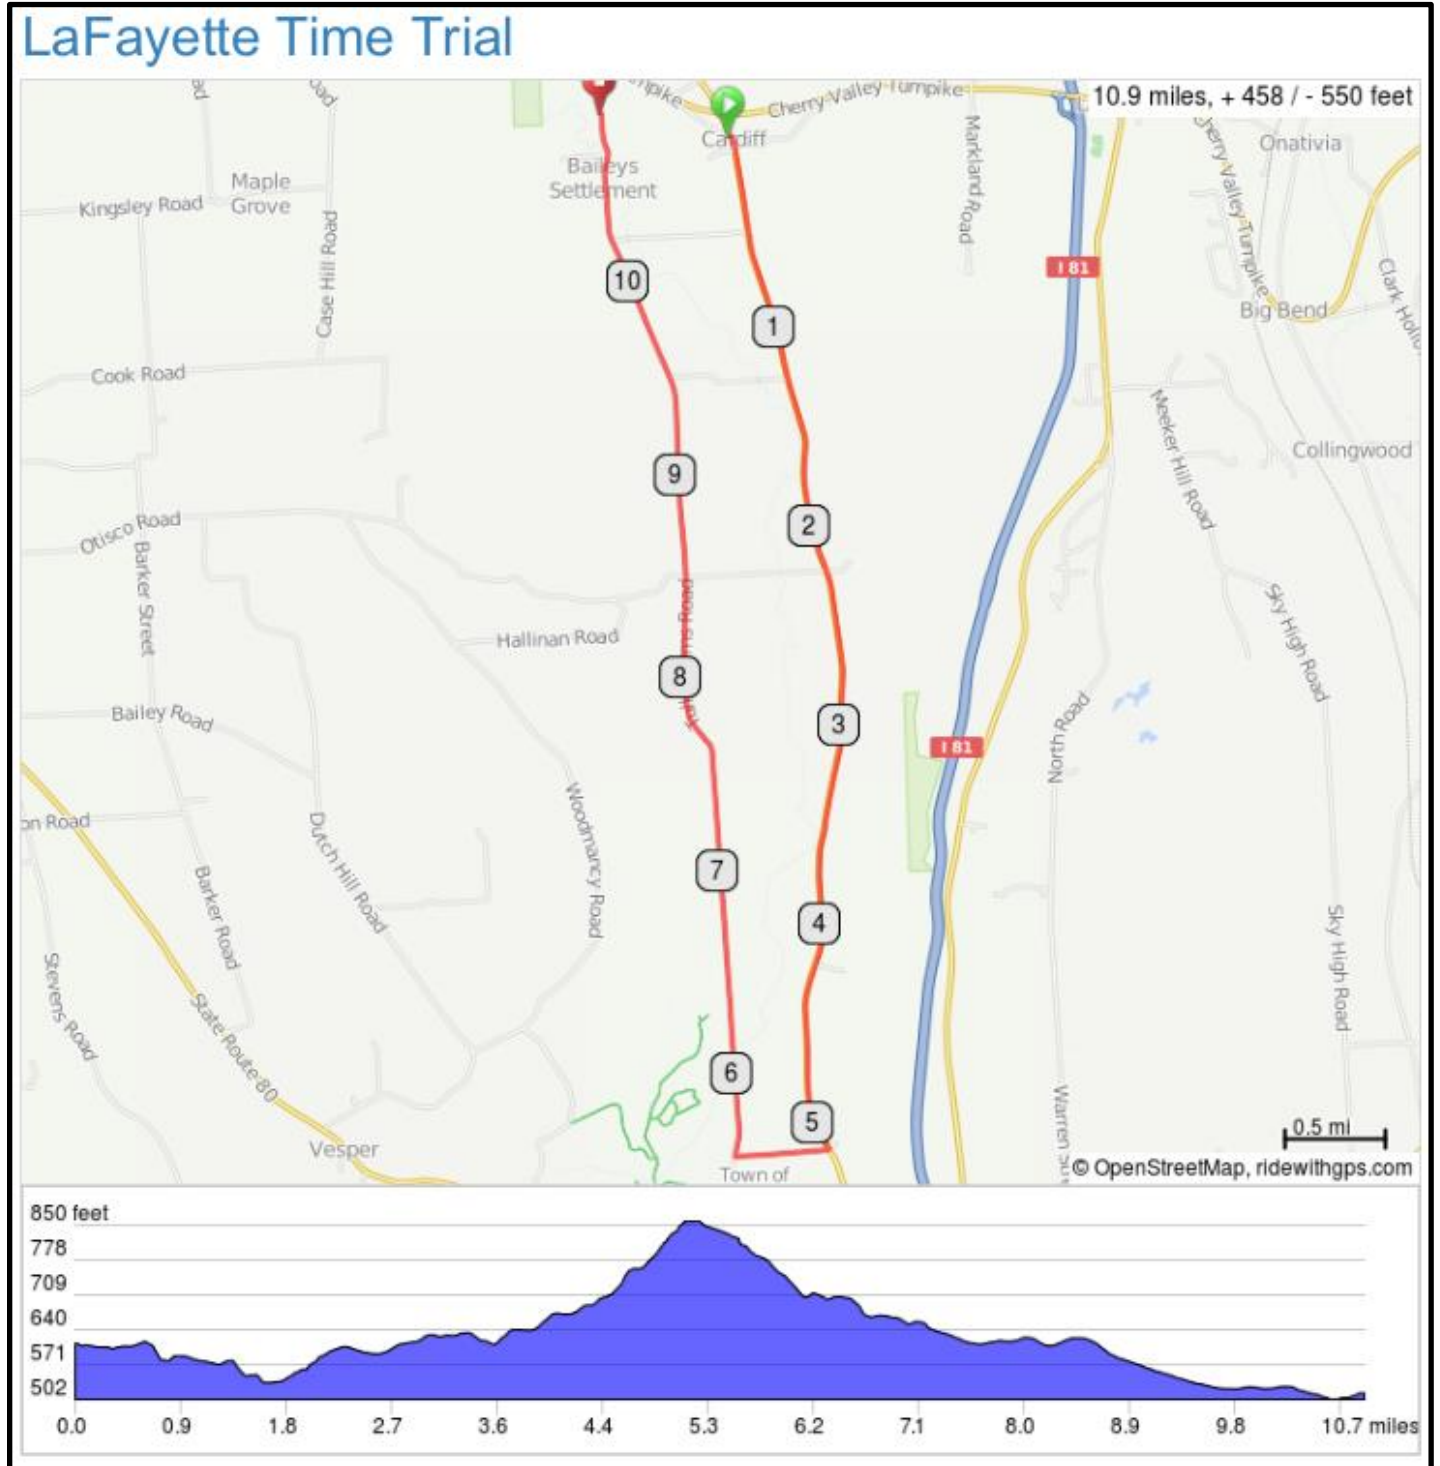 LaFayette Time Trial
10.9 miles, + 458 / - 550 feet
Cherry Valley Turnpike
Cardiff
Markland Road
Onativia
Baileys
Settlement
Maple
Grove
Kingsley Road
Case Hill Road
Cherry Valley Turnpike
I 81
10
Big Bend
1
Cook Road
Meeker Hill Road
Collingwood
9
2
Otisco Road
Barker Street
Hallinan Road
Sky High Road
8
Bailey Road
3
I 81
North Road
Woodmancy Road
Dutch Hill Road
7
Barker Road
4
Sky High Road
Stevens Road
State Route 80
6
5
0.5 mi
Vesper
Town of
© OpenStreetMap, ridewithgps.com
850 feet
778
709
640
571
502
0.0 0.9 1.8 2.7 3.6 4.4 5.3 6.2 7.1 8.0 8.9 9.8 10.7 miles